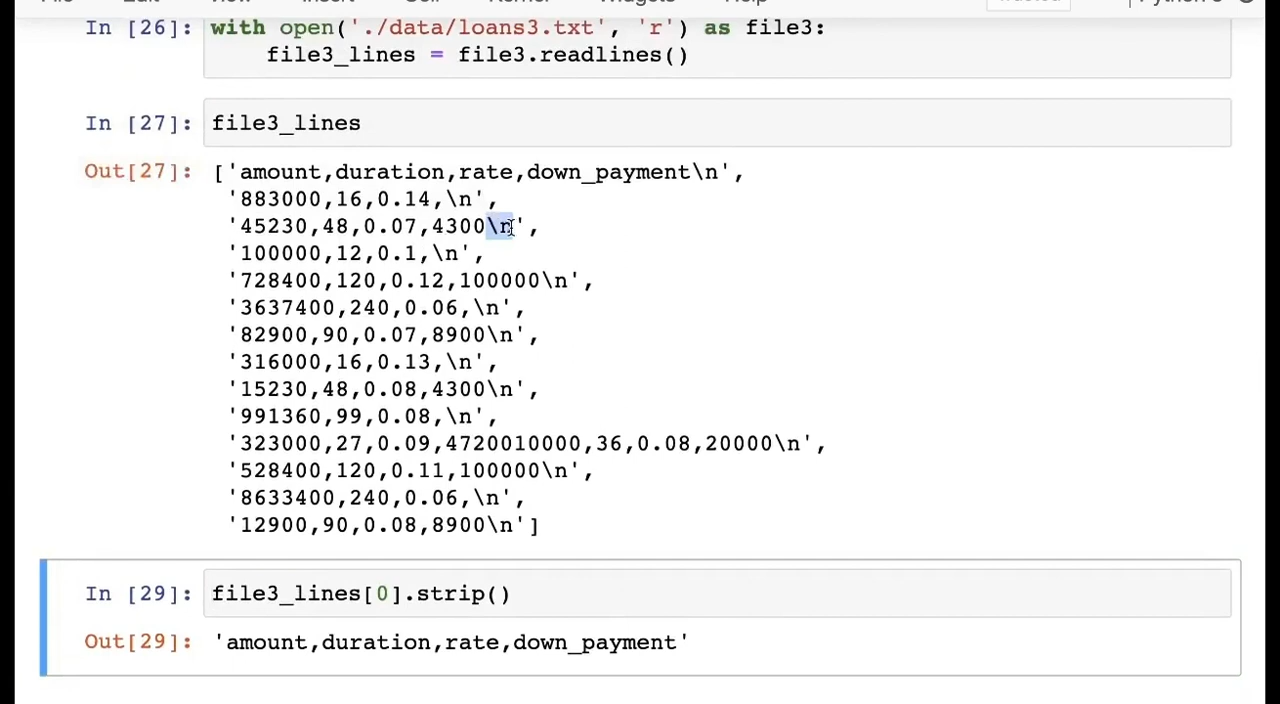 In [26]: with open('./data/loans3.txt', 'r') as file3:
file3_lines = file3.readlines()
In [27]: file3_lines
Out[27]: ['amount,duration,rate,down_payment\n',
'883000,16,0.14,\n',
'45230,48,0.07,4300\n',
'100000,12,0.1,\n',
'728400,120,0.12,100000\n',
'3637400,240,0.06,\n',
'82900,90,0.07,8900\n',
'316000,16,0.13,\n',
'15230,48,0.08,4300\n',
'991360,99,0.08,\n',
'323000,27,0.09,4720010000,36,0.08,20000\n',
'528400,120,0.11,100000\n',
'8633400,240,0.06,\n',
'12900,90,0.08,8900\n']
In [29]: file3_lines[0].strip()
Out[29]: 'amount,duration,rate,down_payment'